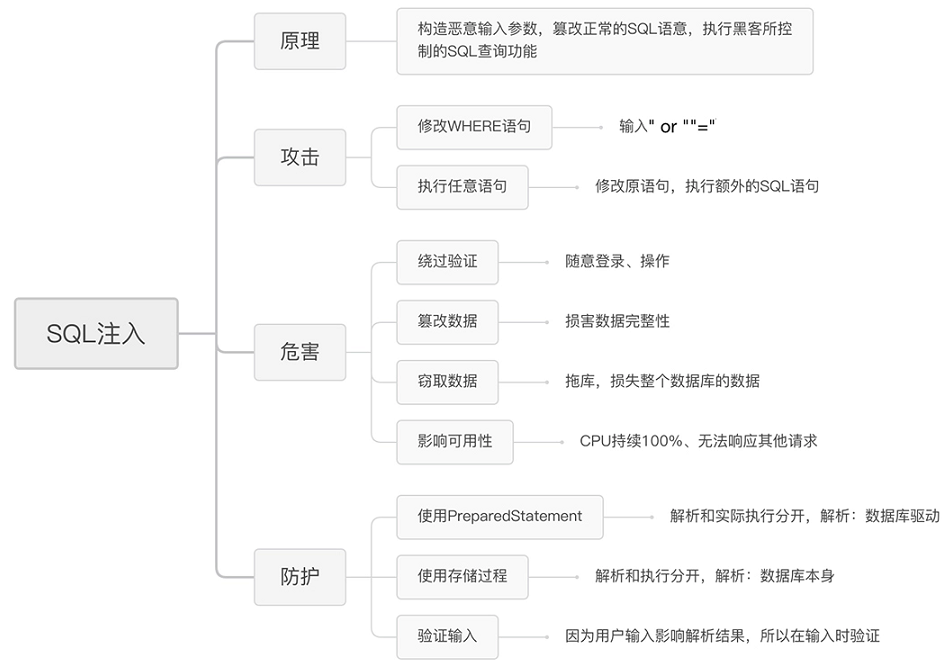 SQL注入
原理
构造恶意输入参数，篡改正常的SQL语意，执行黑客所控
制的SQL查询功能
攻击
修改WHERE语句
输入" or ""="
执行任意语句
修改原语句，执行额外的SQL语句
危害
绕过验证
随意登录、操作
篡改数据
损害数据完整性
窃取数据
拖库，损失整个数据库的数据
影响可用性
CPU持续100%、无法响应其他请求
防护
使用PreparedStatement
解析和实际执行分开，解析：数据库驱动
使用存储过程
解析和执行分开，解析：数据库本身
验证输入
因为用户输入影响解析结果，所以在输入时验证